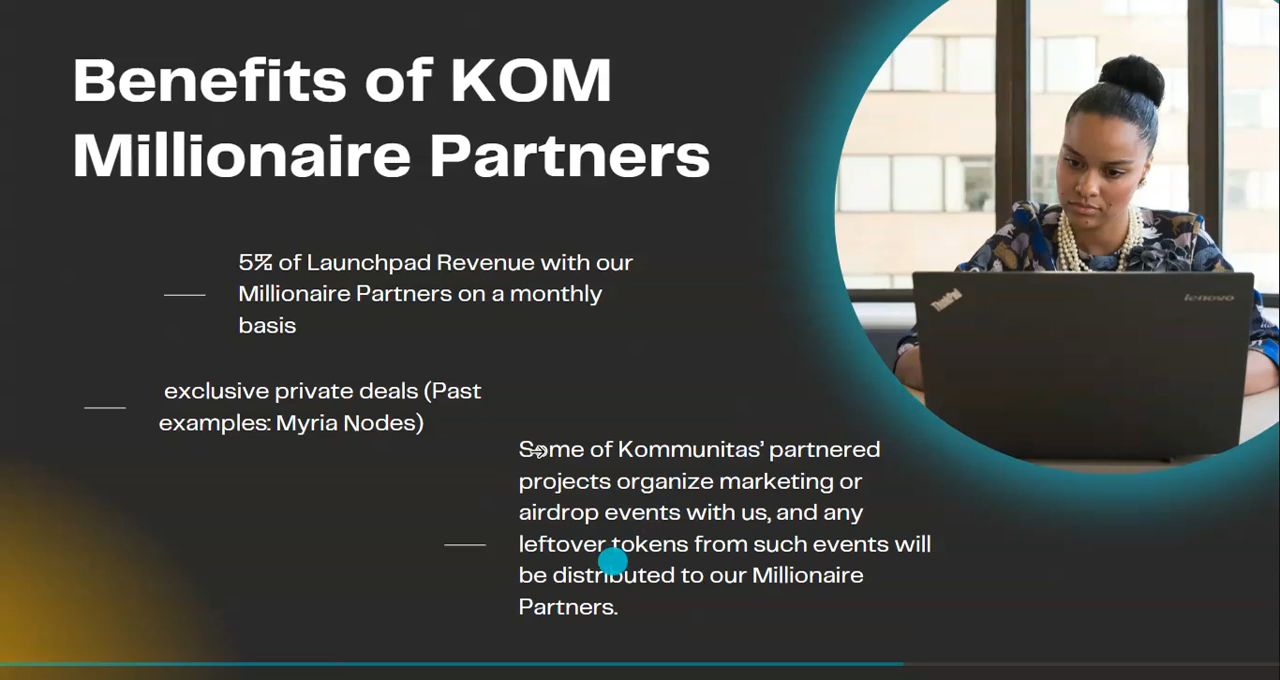 Benefits of KOM
Millionaire Partners
5% of Launchpad Revenue with our
Millionaire Partners on a monthly
basis
exclusive private deals (Past
examples: Myria Nodes)
Some of Kommunitas’ partnered
projects organize marketing or
airdrop events with us, and any
leftover tokens from such events will
be distributed to our Millionaire
Partners.
ThinkPad
lenovo